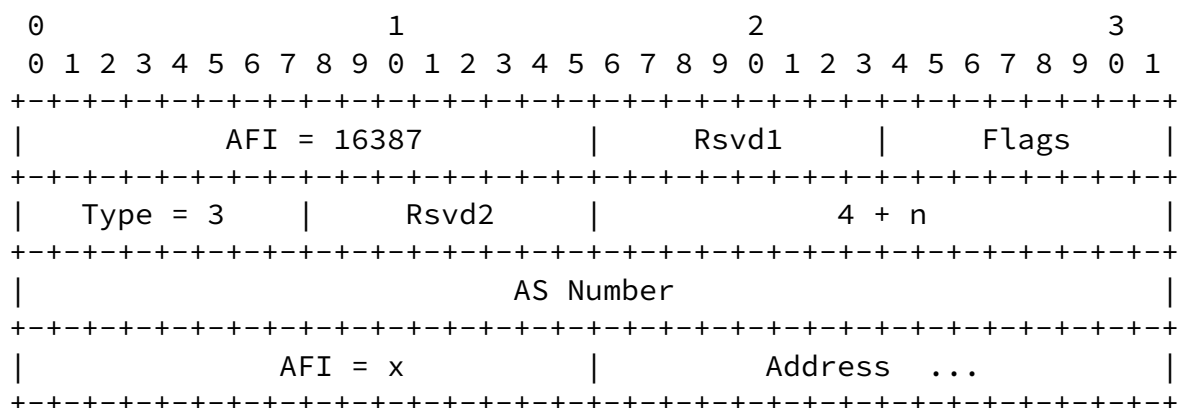 0                   1                   2                   3
0 1 2 3 4 5 6 7 8 9 0 1 2 3 4 5 6 7 8 9 0 1 2 3 4 5 6 7 8 9 0 1
+-+-+-+-+-+-+-+-+-+-+-+-+-+-+-+-+-+-+-+-+-+-+-+-+-+-+-+-+-+-+-+-+
|           AFI = 16387         |     Rsvd1     |     Flags     |
+-+-+-+-+-+-+-+-+-+-+-+-+-+-+-+-+-+-+-+-+-+-+-+-+-+-+-+-+-+-+-+-+
|   Type = 3    |     Rsvd2     |             4 + n             |
+-+-+-+-+-+-+-+-+-+-+-+-+-+-+-+-+-+-+-+-+-+-+-+-+-+-+-+-+-+-+-+-+
|                           AS Number                           |
+-+-+-+-+-+-+-+-+-+-+-+-+-+-+-+-+-+-+-+-+-+-+-+-+-+-+-+-+-+-+-+-+
|              AFI = x          |         Address  ...          |
+-+-+-+-+-+-+-+-+-+-+-+-+-+-+-+-+-+-+-+-+-+-+-+-+-+-+-+-+-+-+-+-+